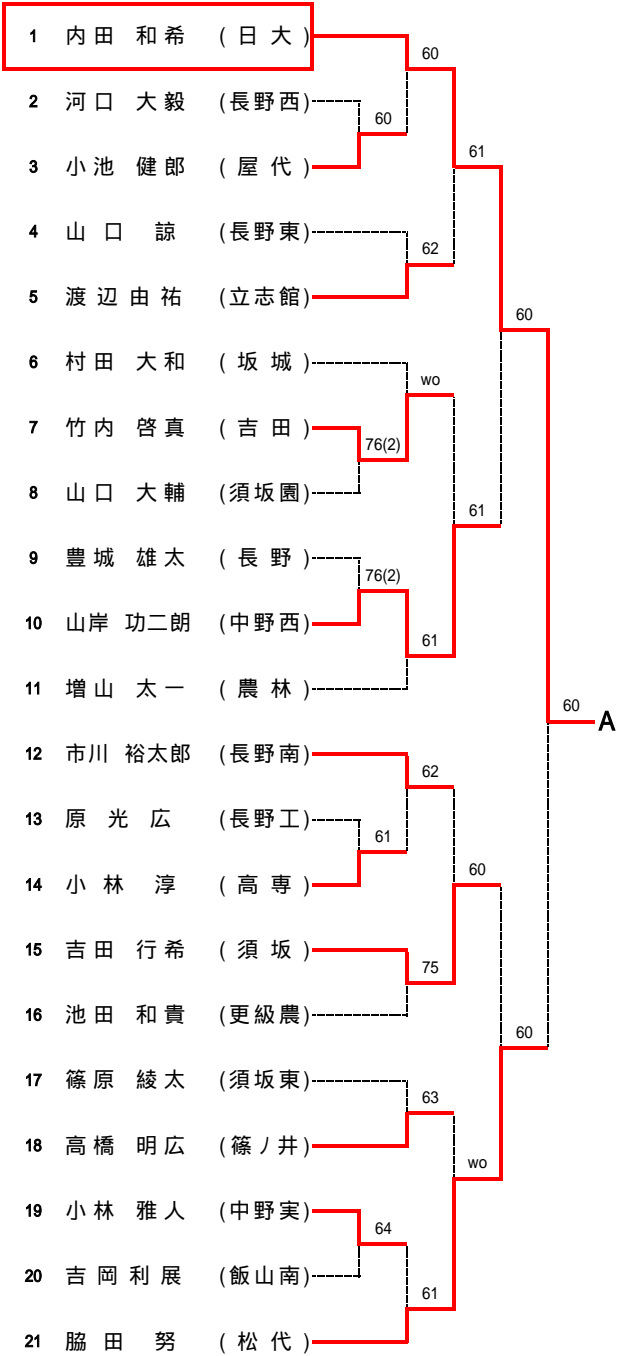 1 内田 和希 (日大)
60
2 河口 大毅 (長野西)
60
3 小池 健郎 (屋代)
61
4 山口 諒 (長野東)
62
5 渡辺由祐 (立志館)
60
6 村田 大和 (坂城)
wo
7 竹内 啓真 (吉田)
76(2)
8 山口 大輔 (須坂園)
61
9 豊城 雄太 (長野)
76(2)
10 山岸 功二朗 (中野西)
61
11 増山 太一 (農林)
60
A
12 市川 裕太郎 (長野南)
62
13 原光広 (長野工)
61
14 小林淳 (高専)
60
15 吉田 行希 (須坂)
75
16 池田 和貴 (更級農)
60
17 篠原 綾太 (須坂東)
63
18 高橋 明広 (篠ノ井)
wo
19 小林 雅人 (中野実)
64
20 吉岡利展 (飯山南)
61
21 脇田 努 (松代)